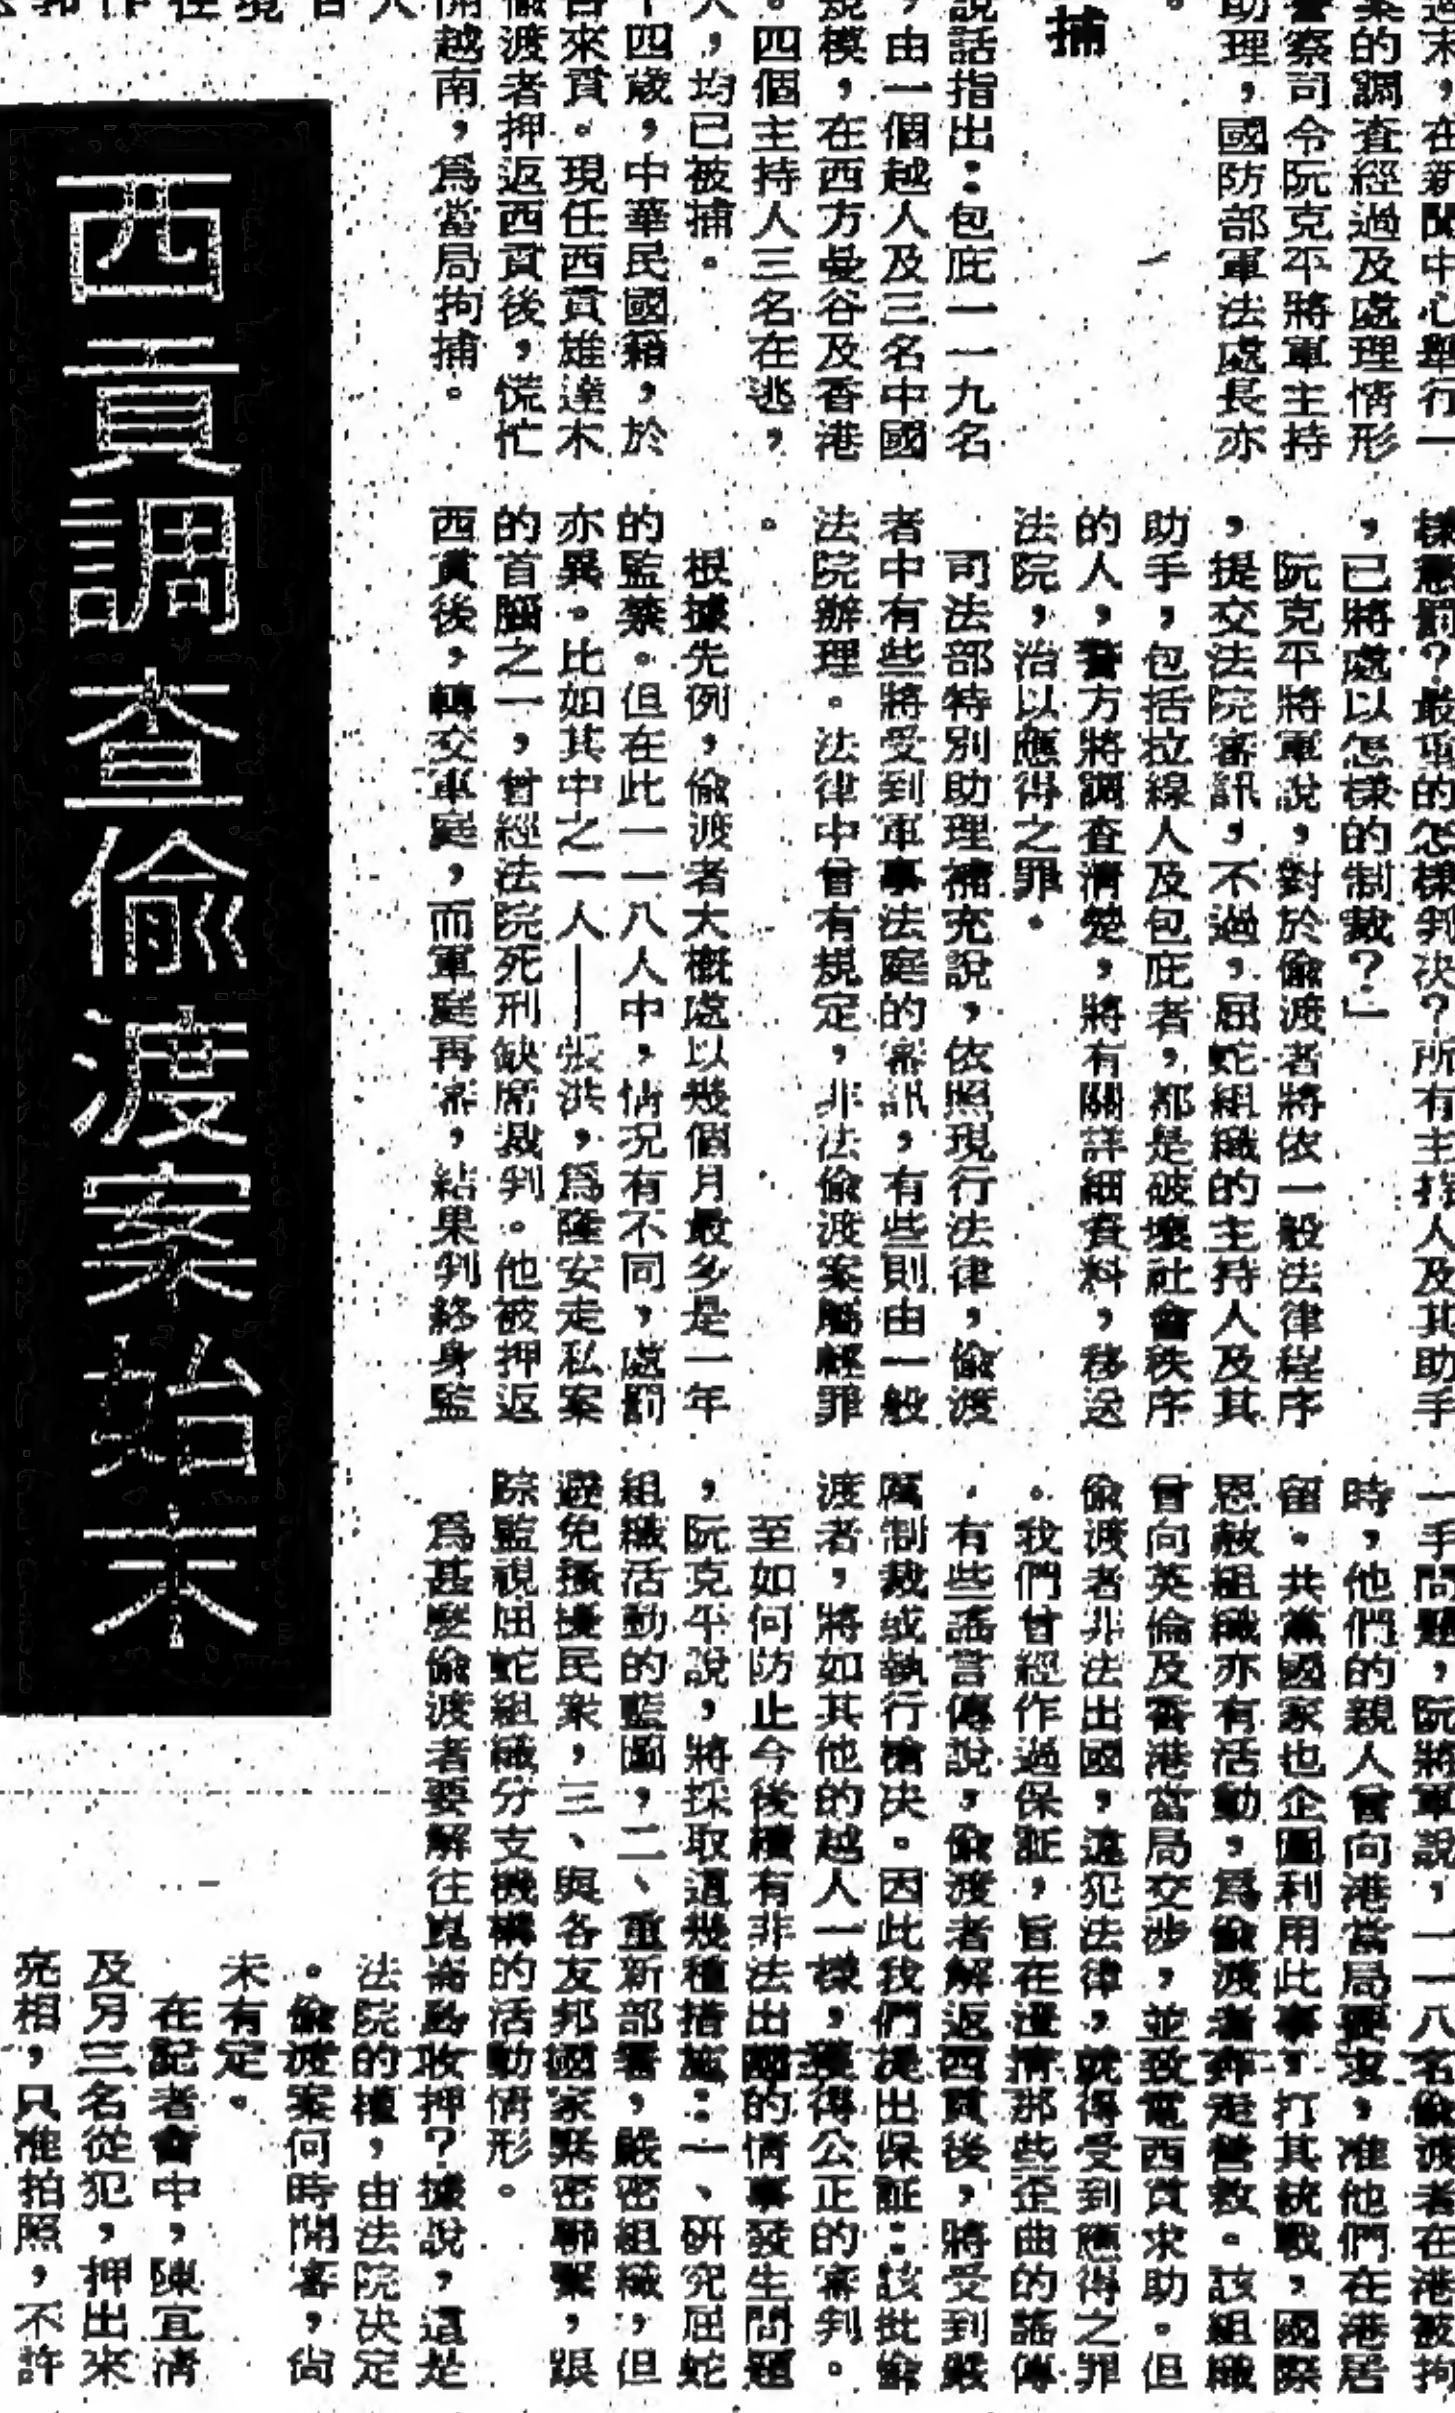 西貢調查偷渡案始末
過末，在新聞中心舉行一
案的調查經過及處理情形
警察司令阮克平將軍主持
助理，國防部軍法處長亦
。
捕
說話指出：包庇一一九名
，由一個越人及三名中國
規模，在西方曼谷及香港
。四個主持人三名在逃，
人，均已被捕。
十四歲，中華民國籍，於
香來貢。現任西貢雄達木
偷渡者押返西貢後，慌忙
開越南，爲當局拘捕。
樣懲罰？最重的怎樣判决？所有主持人及其助手
，已將處以怎樣的制裁？」
阮克平將軍說，對於偷渡者將依一般法律程序
，提交法院審訊，不過，屈蛇組織的主持人及其
助手，包括拉線人及包庇者，都是破壞社會秩序
的人，警方將調査清楚，將有關詳細資料，移送
法院，治以應得之罪。
司法部特別助理補充說，依照現行法律，偷渡
者中有些將受到軍事法庭的審訊，有些則由一般
法院辦理。法律中曾有規定，非法偷渡案屬輕罪
。
根據先例，偷渡者大概處以幾個月最多是一年
的監禁。但在此一一八人中，情况有不同，處罰
亦異。比如其中之一人——張洪，爲隆安走私案
的首腦之一，曾經法院死刑缺席裁判。他被押返
西貢後，轉交軍庭，而軍庭再審，結果判終身監
一手問題，阮將軍說，一一八名偷渡者在港被拘
時，他們的親人曾向港當局要求，准他們在港居
留。共黨國家也企圖利用此事，打其統戰，國際
恩赦組織亦有活動，爲偷渡者奔走營救。該組織
曾向英倫及香港當局交涉，並致電西貢求助。但
偷渡者非法出國，違犯法律，就得受到應得之罪
。我們曾經作過保証，旨在澄清那些歪曲的謠傳
．有些謠言傳說，偷渡者解返西貢後，將受到嚴
厲制裁或執行槍决。因此我們提出保証：該批偷
渡者，將如其他的越人一樣，獲得公正的審判。
至如何防止今後續有非法出國的情事發生問題
，阮克平說，將採取這幾種措施：一、研究屈蛇
組織活動的藍圖，二、重新部署，嚴密組織，但
避免騷擾民衆，三、與各友邦國家緊密聯繫，跟
踪監視屈蛇組織分支機構的活動情形。
爲甚麼偷渡者要解往崑崙島收押？據說，這是
法院的權，由法院决定
。偷渡案何時開審，尙
未有定。
在記者會中，陳宜清
及另三名從犯，押出來
亮相，只准拍照，不許